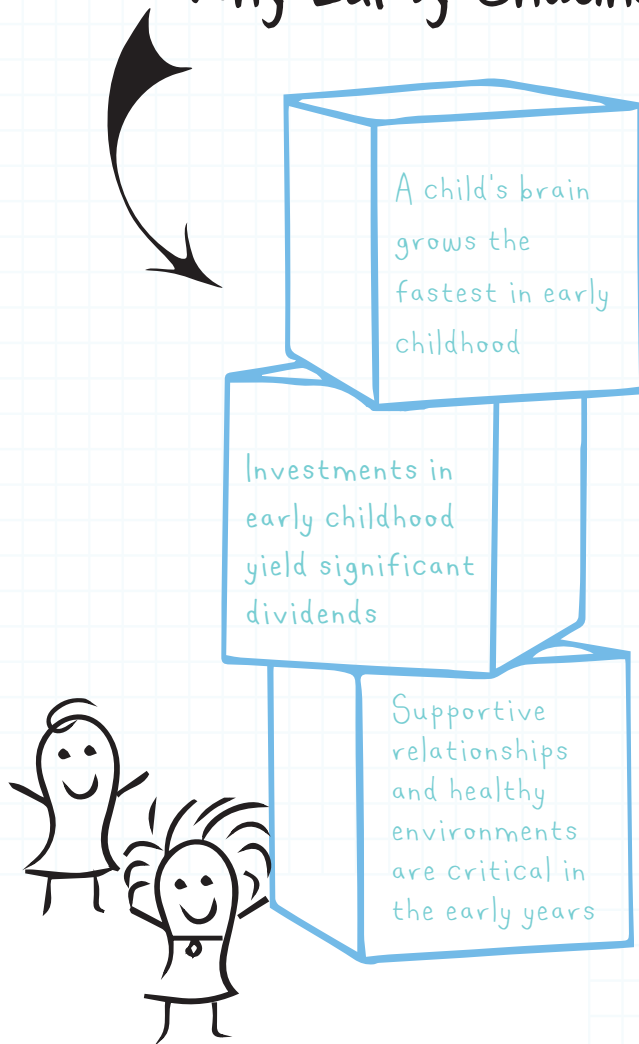 A child's brain
grows the
fastest in early
childhood
Investments in
early childhood
yield significant
dividends
Supportive
relationships
and healthy
environments
are critical in
the early years